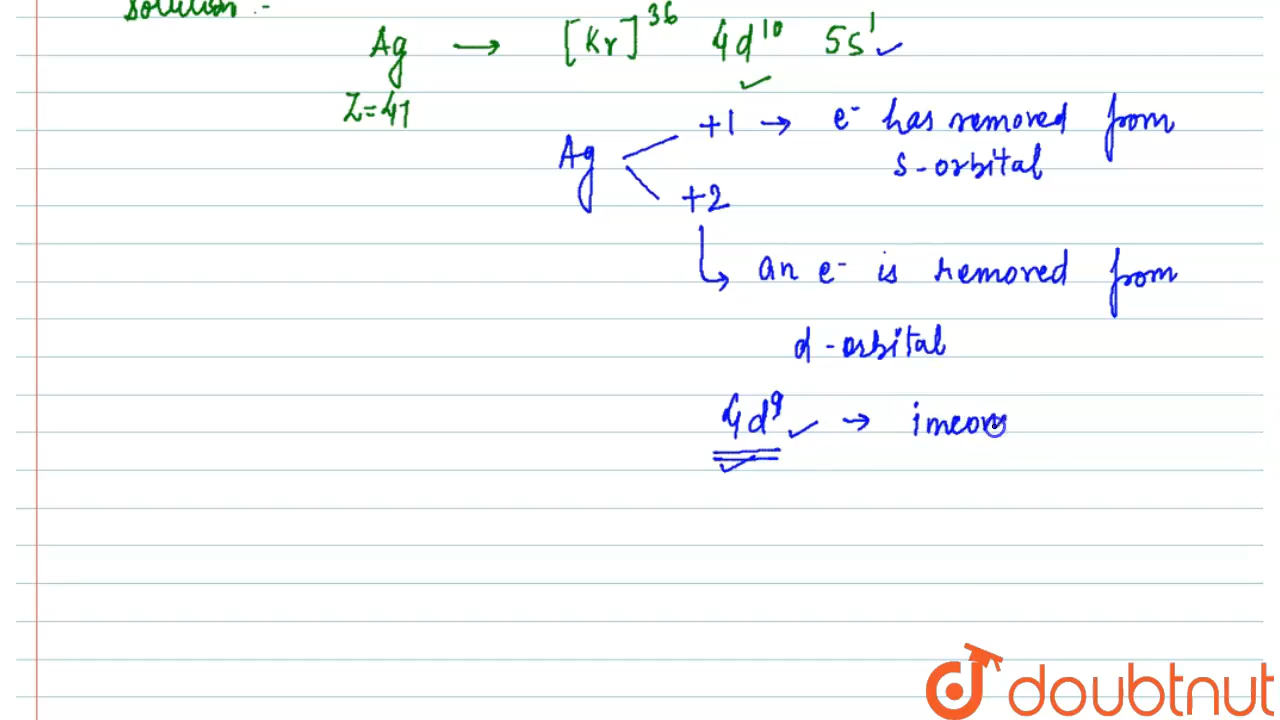 Solution :-
Ag → [Kr]³⁶ 4d¹⁰ 5s¹
Z=47
Ag
+1 → e⁻ has removed from
s-orbital
+2
an e⁻ is removed from
d-orbital
4d⁹ → incom
doubtnut